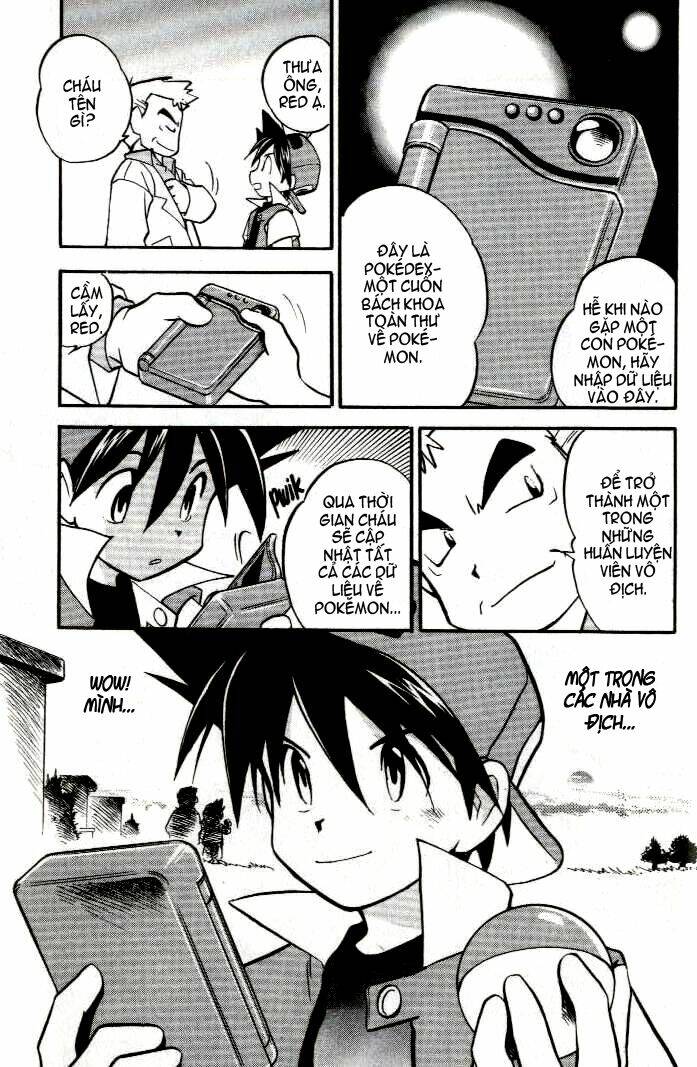 CHÁU
TÊN
GÌ?
THƯA
ÔNG,
RED Ạ.
CẦM
LẤY,
RED.
ĐÂY LÀ
POKÉDEX-
MỘT CUỐN
BÁCH KHOA
TOÀN THƯ
VỀ POKÉ-
MON.
HỄ KHI NÀO
GẶP MỘT
CON POKÉ-
MON, HÃY
NHẬP DỮ LIỆU
VÀO ĐÂY.
PWIK
QUA THỜI
GIAN CHÁU
SẼ CẬP
NHẬT TẤT
CẢ CÁC DỮ
LIỆU VỀ
POKÉMON...
ĐỂ TRỞ
THÀNH MỘT
TRONG
NHỮNG
HUẤN LUYỆN
VIÊN VÔ
ĐỊCH.
WOW!
MÌNH...
MỘT TRONG
CÁC NHÀ VÔ
ĐỊCH...